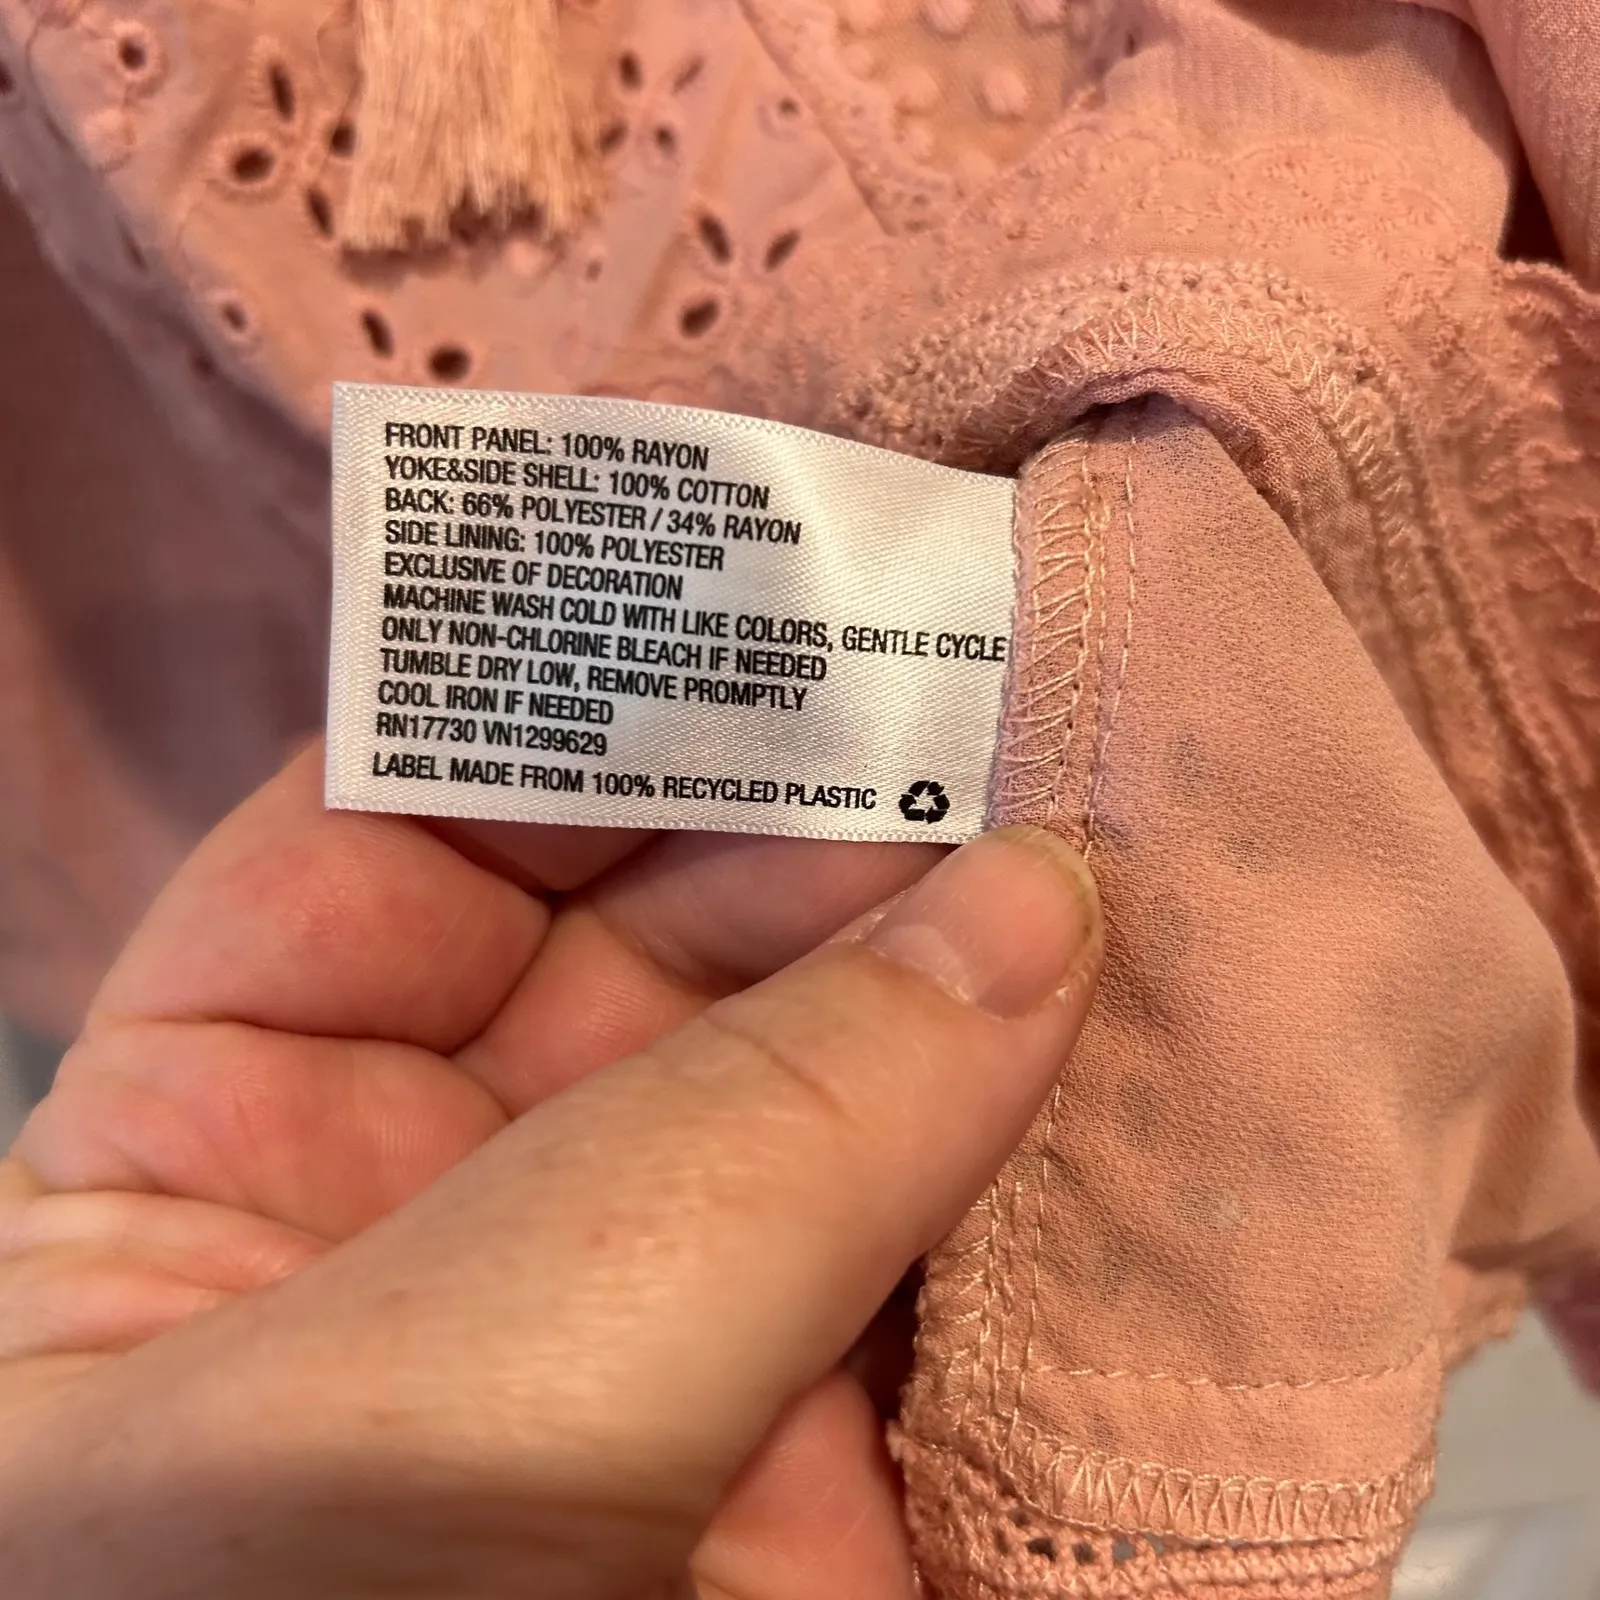 FRONT PANEL: 100% RAYON
YOKE&SIDE SHELL: 100% COTTON
BACK: 66% POLYESTER / 34% RAYON
SIDE LINING: 100% POLYESTER
EXCLUSIVE OF DECORATION
MACHINE WASH COLD WITH LIKE COLORS, GENTLE CYCLE
ONLY NON-CHLORINE BLEACH IF NEEDED
TUMBLE DRY LOW, REMOVE PROMPTLY
COOL IRON IF NEEDED
RN17730 VN1299629
LABEL MADE FROM 100% RECYCLED PLASTIC